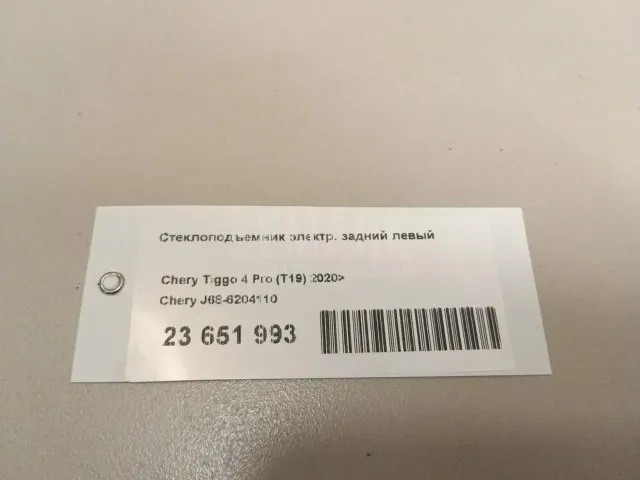 Стеклоподъемник электр. задний левый
Chery Tiggo 4 Pro (T19) 2020>
Chery J68-6204110
23 651 993